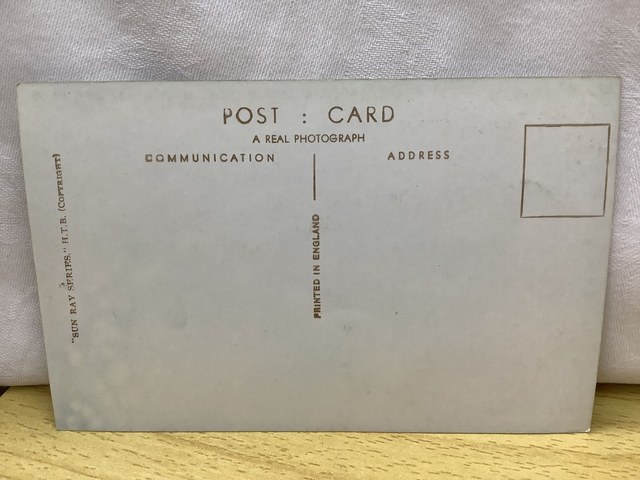 POST : CARD
A REAL PHOTOGRAPH
COMMUNICATION
ADDRESS
PRINTED IN ENGLAND
"SUN RAY SERIES." H.T.B. (COPYRIGHT)